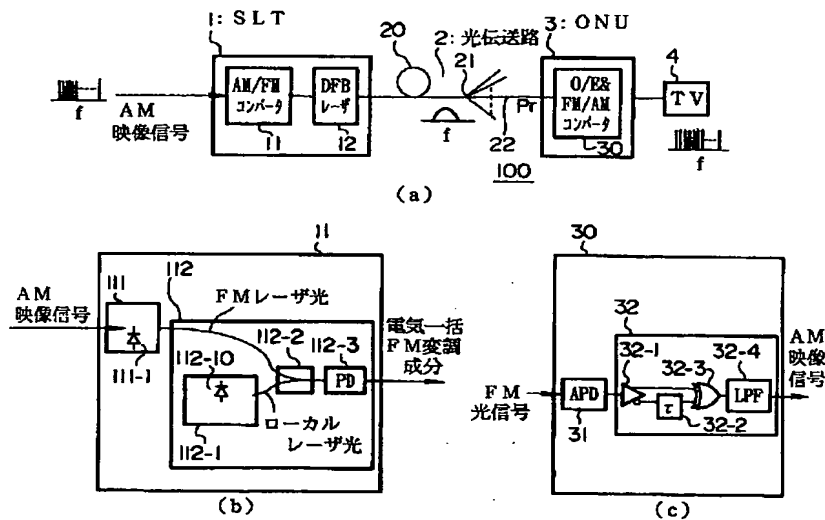 1: SLT
AM/FM
コンバータ
11
DFB
レーザ
12
f
AM
映像信号
20
2: 光伝送路
21
f
Pr
22
100
3: ONU
O/E&
FM/AM
コンバータ
30
4
TV
f
(a)
11
AM
映像信号
111
111-1
112
FMレーザ光
112-10
112-1
112-2
112-3
PD
ローカル
レーザ光
電気一括
FM変調
成分
(b)
30
FM
光信号
APD
31
32
32-1
τ
32-2
32-3
32-4
LPF
AM
映像
信号
(c)